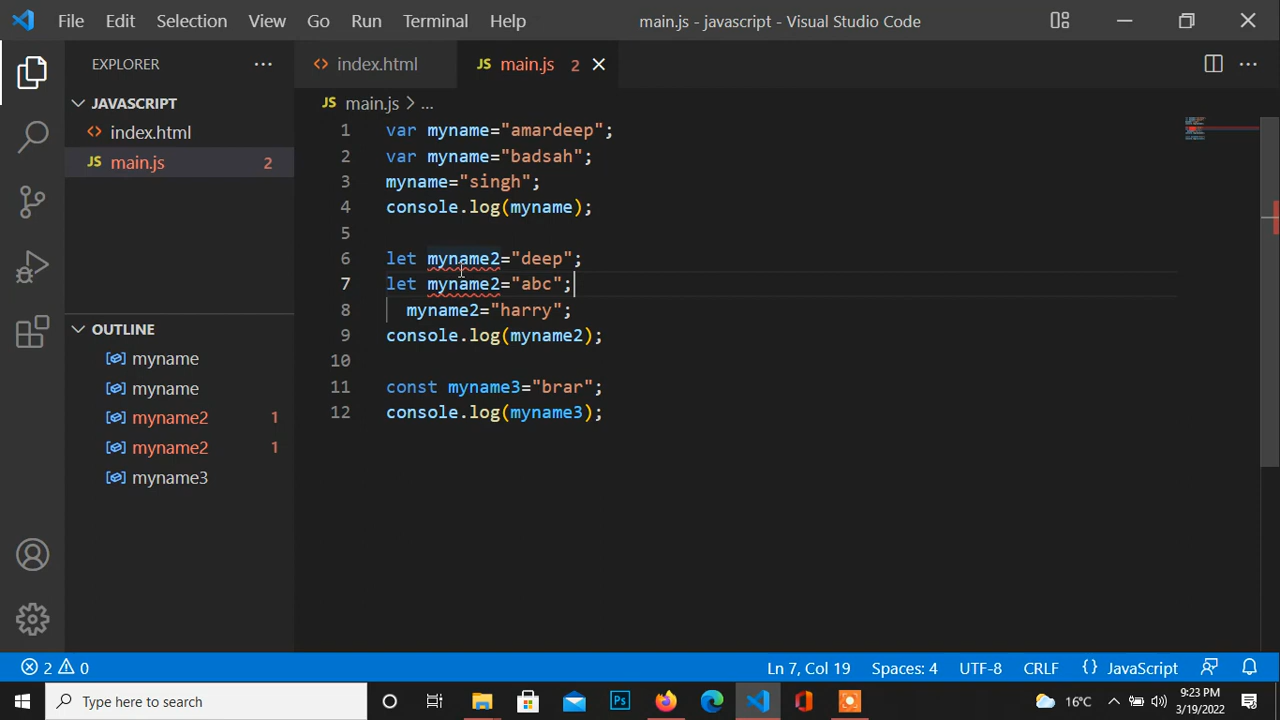 File Edit Selection View Go Run Terminal Help main.js - javascript - Visual Studio Code
EXPLORER
index.html
JS main.js 2
JAVASCRIPT
index.html
JS main.js 2
JS main.js > ...
1 var myname="amardeep";
2 var myname="badsah";
3 myname="singh";
4 console.log(myname);
5
6 let myname2="deep";
7 let myname2="abc";
8 myname2="harry";
9 console.log(myname2);
10
11 const myname3="brar";
12 console.log(myname3);
OUTLINE
myname
myname
myname2 1
myname2 1
myname3
2 0 Ln 7, Col 19 Spaces: 4 UTF-8 CRLF {} JavaScript
Type here to search
Ps
16°C
9:23 PM
3/19/2022